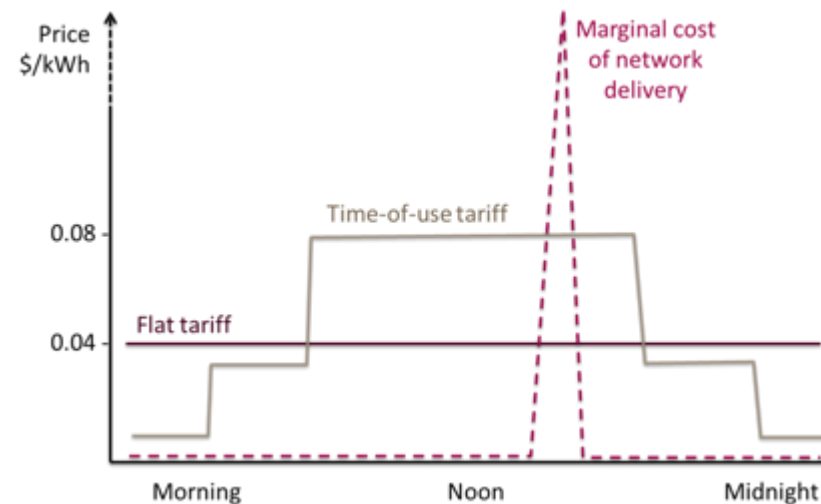 Price
$/kWh
Marginal cost
of network
delivery
Time-of-use tariff
0.08
Flat tariff
0.04
Morning
Noon
Midnight